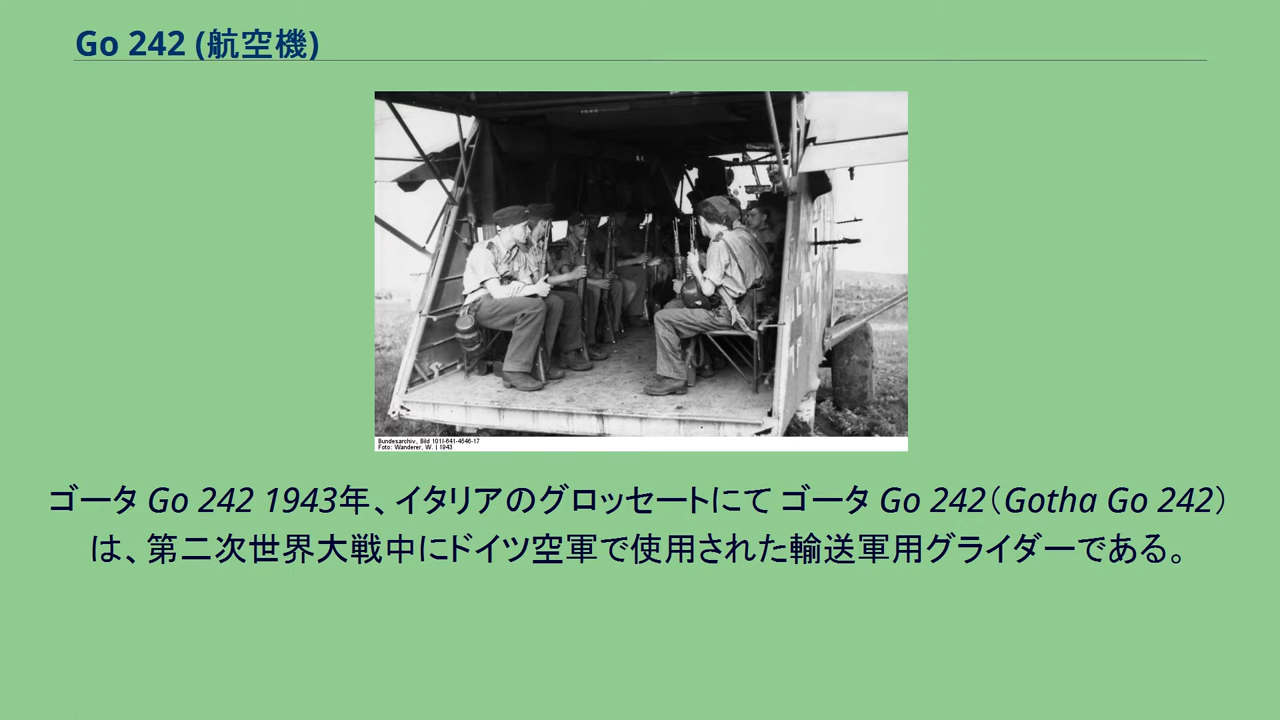 Go 242 (航空機)
Bundesarchiv, Bild 101I-641-4546-17
Foto: Wanderer, W. | 1943
ゴータ Go 242 1943年、イタリアのグロッセートにて ゴータ Go 242（Gotha Go 242）
は、第二次世界大戦中にドイツ空軍で使用された輸送軍用グライダーである。